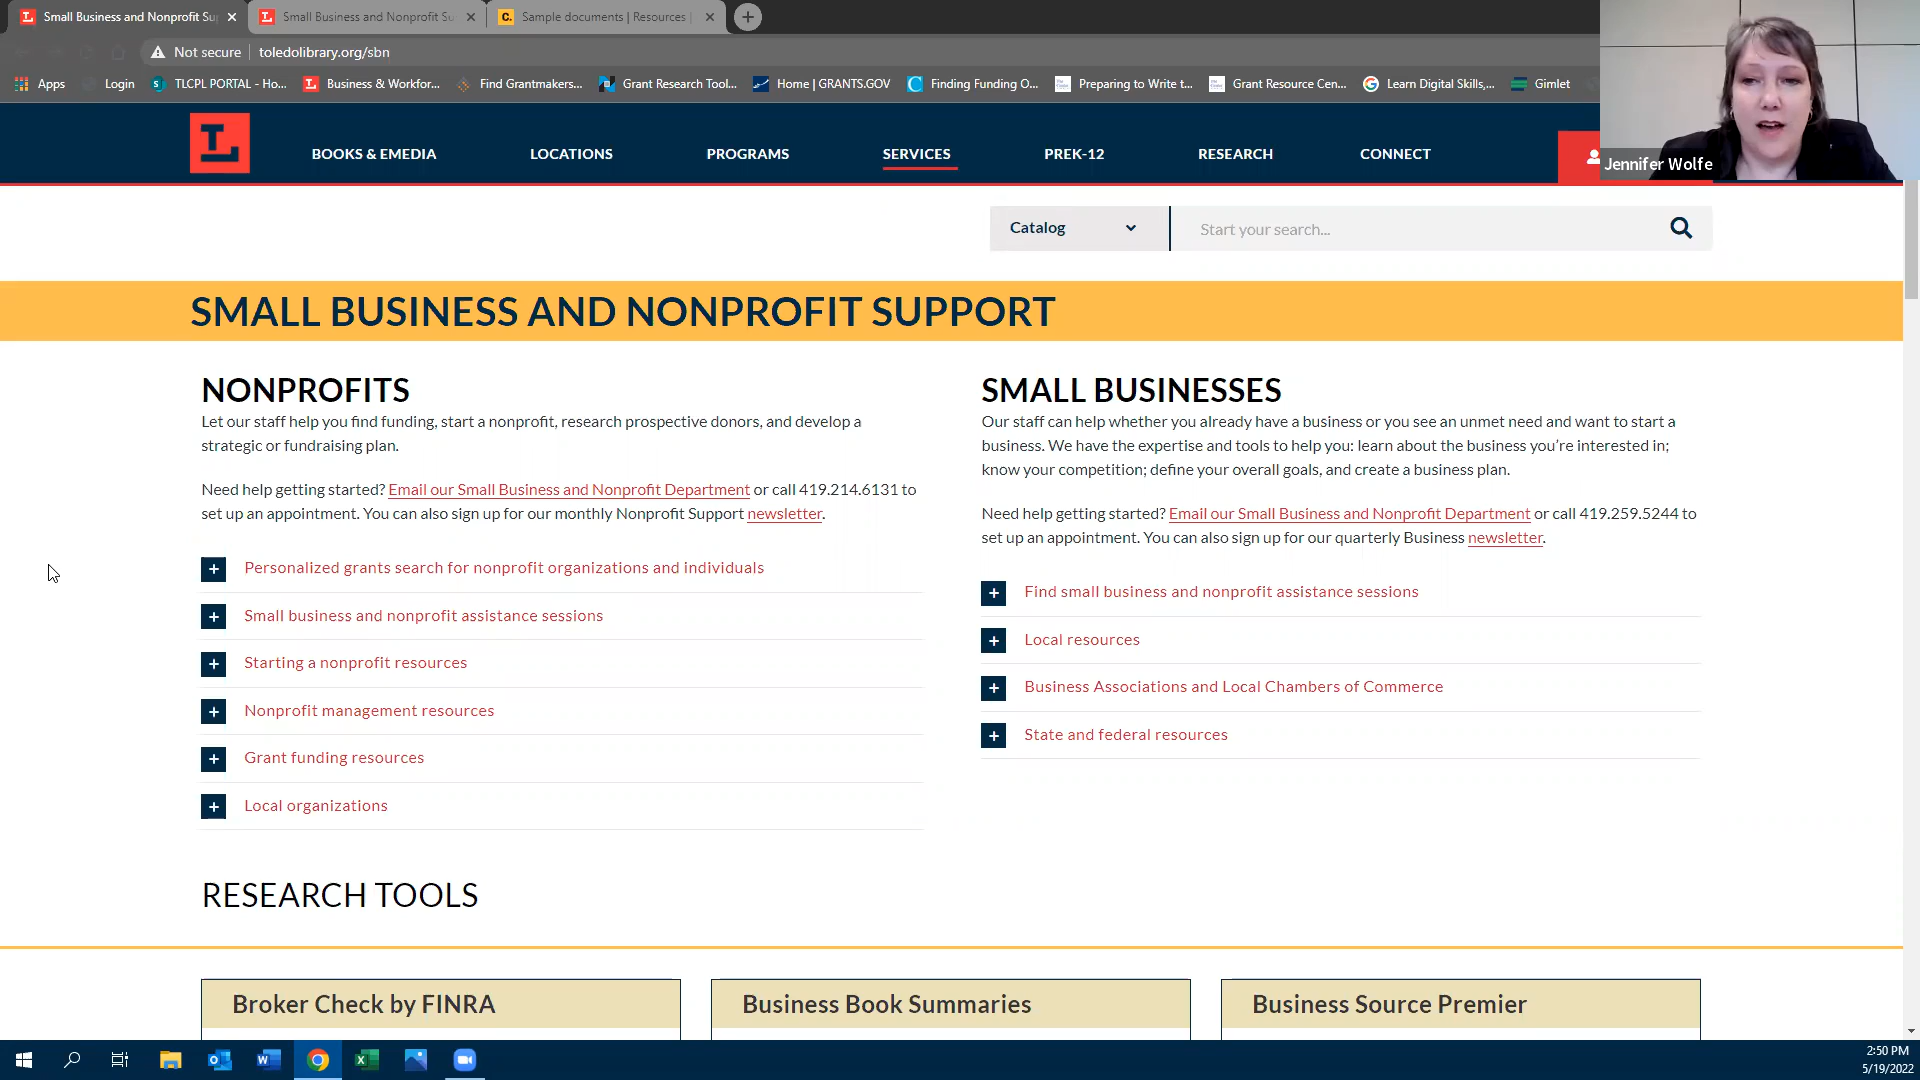 Small Business and Nonprofit Su
Small Business and Nonprofit Su
Sample documents | Resources |
Not secure
toledolibrary.org/sbn
Apps
Login
TLCPL PORTAL - Ho...
Business & Workfor...
Find Grantmakers...
Grant Research Tool...
Home | GRANTS.GOV
Finding Funding O...
Preparing to Write t...
Grant Resource Cen...
Learn Digital Skills,...
Gimlet
BOOKS & EMEDIA
LOCATIONS
PROGRAMS
SERVICES
PREK-12
RESEARCH
CONNECT
Jennifer Wolfe
Catalog
Start your search...
SMALL BUSINESS AND NONPROFIT SUPPORT
NONPROFITS
Let our staff help you find funding, start a nonprofit, research prospective donors, and develop a
strategic or fundraising plan.
Need help getting started? Email our Small Business and Nonprofit Department or call 419.214.6131 to
set up an appointment. You can also sign up for our monthly Nonprofit Support newsletter.
Personalized grants search for nonprofit organizations and individuals
Small business and nonprofit assistance sessions
Starting a nonprofit resources
Nonprofit management resources
Grant funding resources
Local organizations
SMALL BUSINESSES
Our staff can help whether you already have a business or you see an unmet need and want to start a
business. We have the expertise and tools to help you: learn about the business you're interested in;
know your competition; define your overall goals, and create a business plan.
Need help getting started? Email our Small Business and Nonprofit Department or call 419.259.5244 to
set up an appointment. You can also sign up for our quarterly Business newsletter.
Find small business and nonprofit assistance sessions
Local resources
Business Associations and Local Chambers of Commerce
State and federal resources
RESEARCH TOOLS
Broker Check by FINRA
Business Book Summaries
Business Source Premier
2:50 PM
5/19/2022